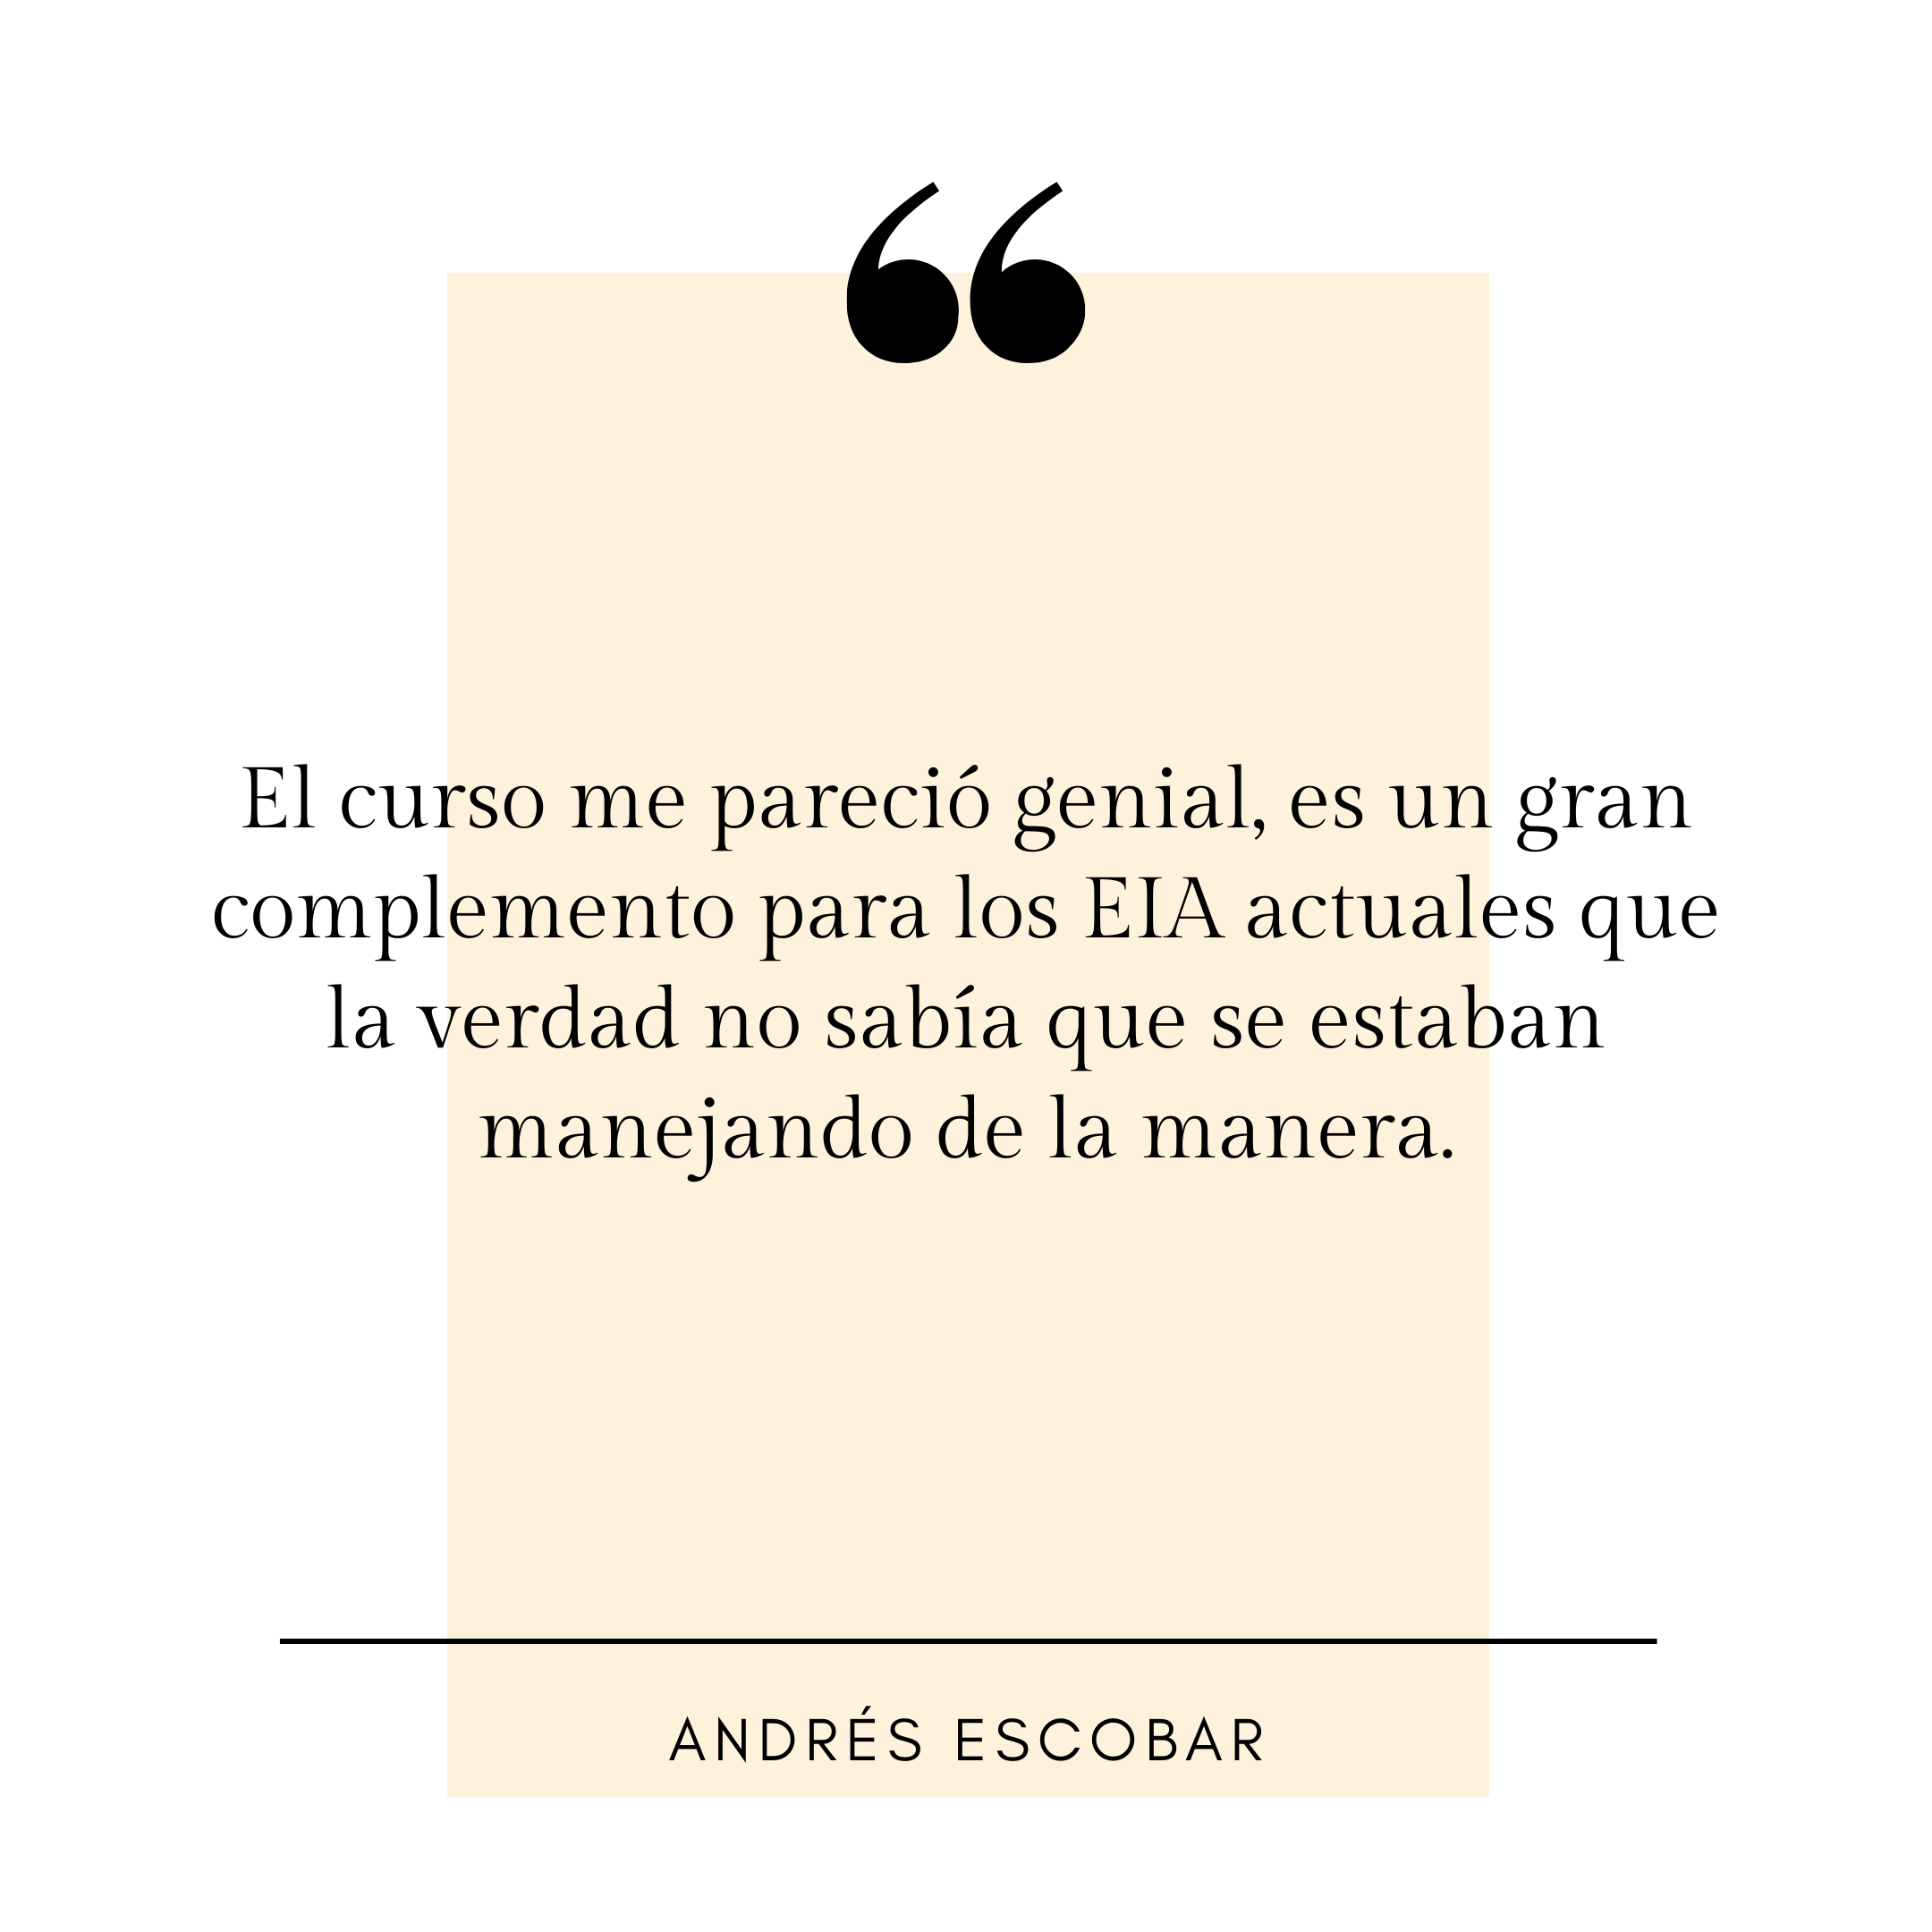 “
El curso me pareció genial, es un gran
complemento para los EIA actuales que
la verdad no sabía que se estaban
manejando de la manera.
ANDRÉS ESCOBAR